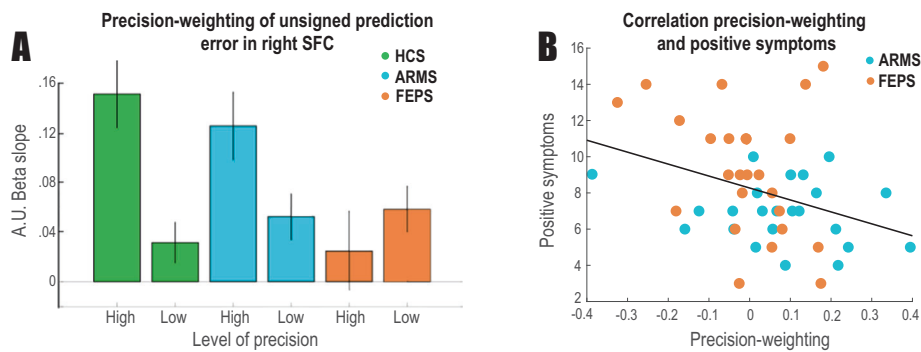 A
Precision-weighting of unsigned prediction
error in right SFC
HCS
ARMS
FEPS
A.U. Beta slope
.16
.12
.08
.04
0
High Low High Low High Low
Level of precision
B
Correlation precision-weighting
and positive symptoms
ARMS
FEPS
Positive symptoms
16
14
12
10
8
6
4
2
-0.4 -0.3 -0.2 -0.1 0 0.1 0.2 0.3 0.4
Precision-weighting